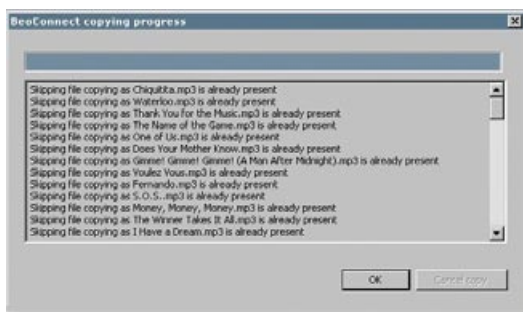 BeoConnect copying progress
Skipping file copying as Chiquitita.mp3 is already present
Skipping file copying as Waterloo.mp3 is already present
Skipping file copying as Thank You for the Music.mp3 is already present
Skipping file copying as The Name of the Game.mp3 is already present
Skipping file copying as One of Us.mp3 is already present
Skipping file copying as Does Your Mother Know.mp3 is already present
Skipping file copying as Gimme! Gimme! Gimme! (A Man After Midnight).mp3 is already present
Skipping file copying as Voulez Vous.mp3 is already present
Skipping file copying as Fernando.mp3 is already present
Skipping file copying as S.O.S..mp3 is already present
Skipping file copying as Money, Money, Money.mp3 is already present
Skipping file copying as The Winner Takes It All.mp3 is already present
Skipping file copying as I Have a Dream.mp3 is already present
OK
Cancel copy